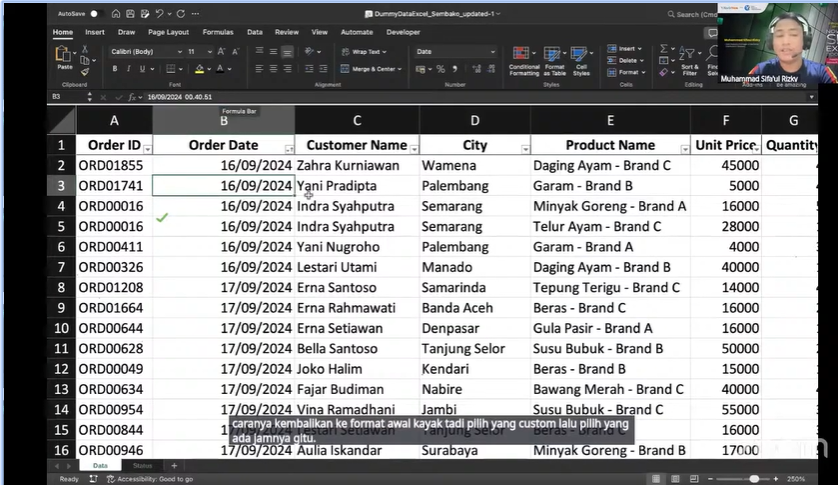 AutoSave
DummyDataExcel_Sembako_updated-1
Search (Cmd
Home Insert Draw Page Layout Formulas Data Review View Automate Developer
Paste
Calibri (Body)
11
Wrap Text
Merge & Center
Date
Conditional Formatting
Format as Table
Cell Styles
Insert
Delete
Format
Sort & Filter
Muhammad Sifa'ul Rizky
Clipboard Font Alignment Number Styles Cells
B3
fx 16/09/2024 00.40.51
Formula Bar
A B C D E F G
1 Order ID Order Date Customer Name City Product Name Unit Price Quantity
2 ORD01855 16/09/2024 Zahra Kurniawan Wamena Daging Ayam - Brand C 45000
3 ORD01741 16/09/2024 Yani Pradipta Palembang Garam - Brand B 5000
4 ORD00016 16/09/2024 Indra Syahputra Semarang Minyak Goreng - Brand A 16000
5 ORD00016 16/09/2024 Indra Syahputra Semarang Telur Ayam - Brand C 28000
6 ORD00411 16/09/2024 Yani Nugroho Palembang Garam - Brand A 4000
7 ORD00326 16/09/2024 Lestari Utami Manado Daging Ayam - Brand B 40000
8 ORD01208 17/09/2024 Erna Santoso Samarinda Tepung Terigu - Brand C 14000
9 ORD01664 17/09/2024 Erna Rahmawati Banda Aceh Beras - Brand C 16000
10 ORD00644 17/09/2024 Erna Setiawan Denpasar Gula Pasir - Brand A 16000
11 ORD00628 17/09/2024 Bella Santoso Tanjung Selor Susu Bubuk - Brand B 50000
12 ORD00049 17/09/2024 Joko Halim Kendari Beras - Brand B 15000
13 ORD00634 17/09/2024 Fajar Budiman Nabire Bawang Merah - Brand C 40000
14 ORD00954 17/09/2024 Vina Ramadhani Jambi Susu Bubuk - Brand C 55000
caranya kembalikan ke format awal kayak tadi pilih yang custom lalu pilih yang
ada jamnya gitu.
15 ORD00844 17/09/2024 Testari Setiawan Tanjung Selor 16000
16 ORD00946 17/09/2024 Aulia Iskandar Surabaya Minyak Goreng - Brand B 17000
Data Status
Ready Accessibility: Good to go 250%